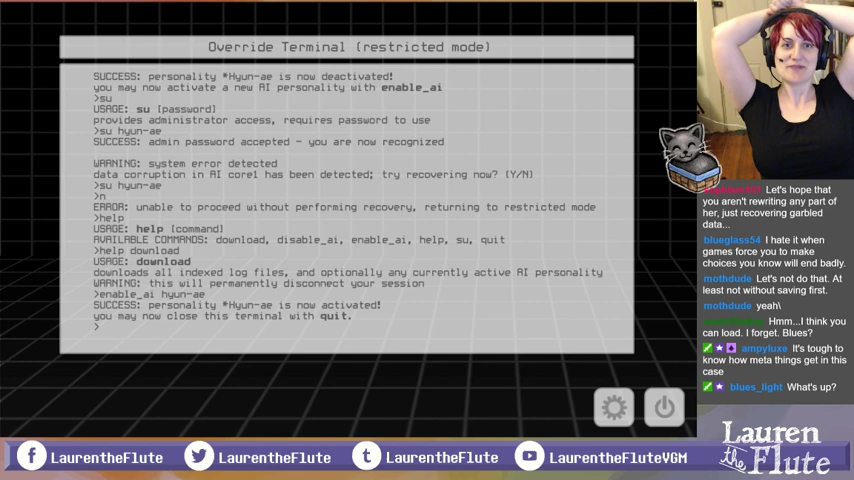 Override Terminal (restricted mode)
SUCCESS: personality *Hyun-ae is now deactivated!
you may now activate a new AI personality with enable_ai
>su
USAGE: su [password]
provides administrator access, requires password to use
>su hyun-ae
SUCCESS: admin password accepted - you are now recognized
WARNING: system error detected
data corruption in AI core1 has been detected; try recovering now? (Y/N)
>su hyun-ae
>n
ERROR: unable to proceed without performing recovery, returning to restricted mode
>help
USAGE: help [command]
AVAILABLE COMMANDS: download, disable_ai, enable_ai, help, su, quit
>help download
USAGE: download
downloads all indexed log files, and optionally any currently active AI personality
WARNING: this will permanently disconnect your session
>enable_ai hyun-ae
SUCCESS: personality *Hyun-ae is now activated!
you may now close this terminal with quit.
>
Let's hope that
you aren't rewriting any part of
her, just recovering garbled
data...
blueglass54 I hate it when
games force you to make
choices you know will end badly.
mothdude Let's not do that. At
least not without saving first.
mothdude yeah\
Hmm...I think you
can load. I forget. Blues?
ampyluxe It's tough to
know how meta things get in this
case
blues_light What's up?
Lauren
the Flute
LaurentheFlute
LaurentheFlute
LaurentheFlute
LaurentheFluteVGM